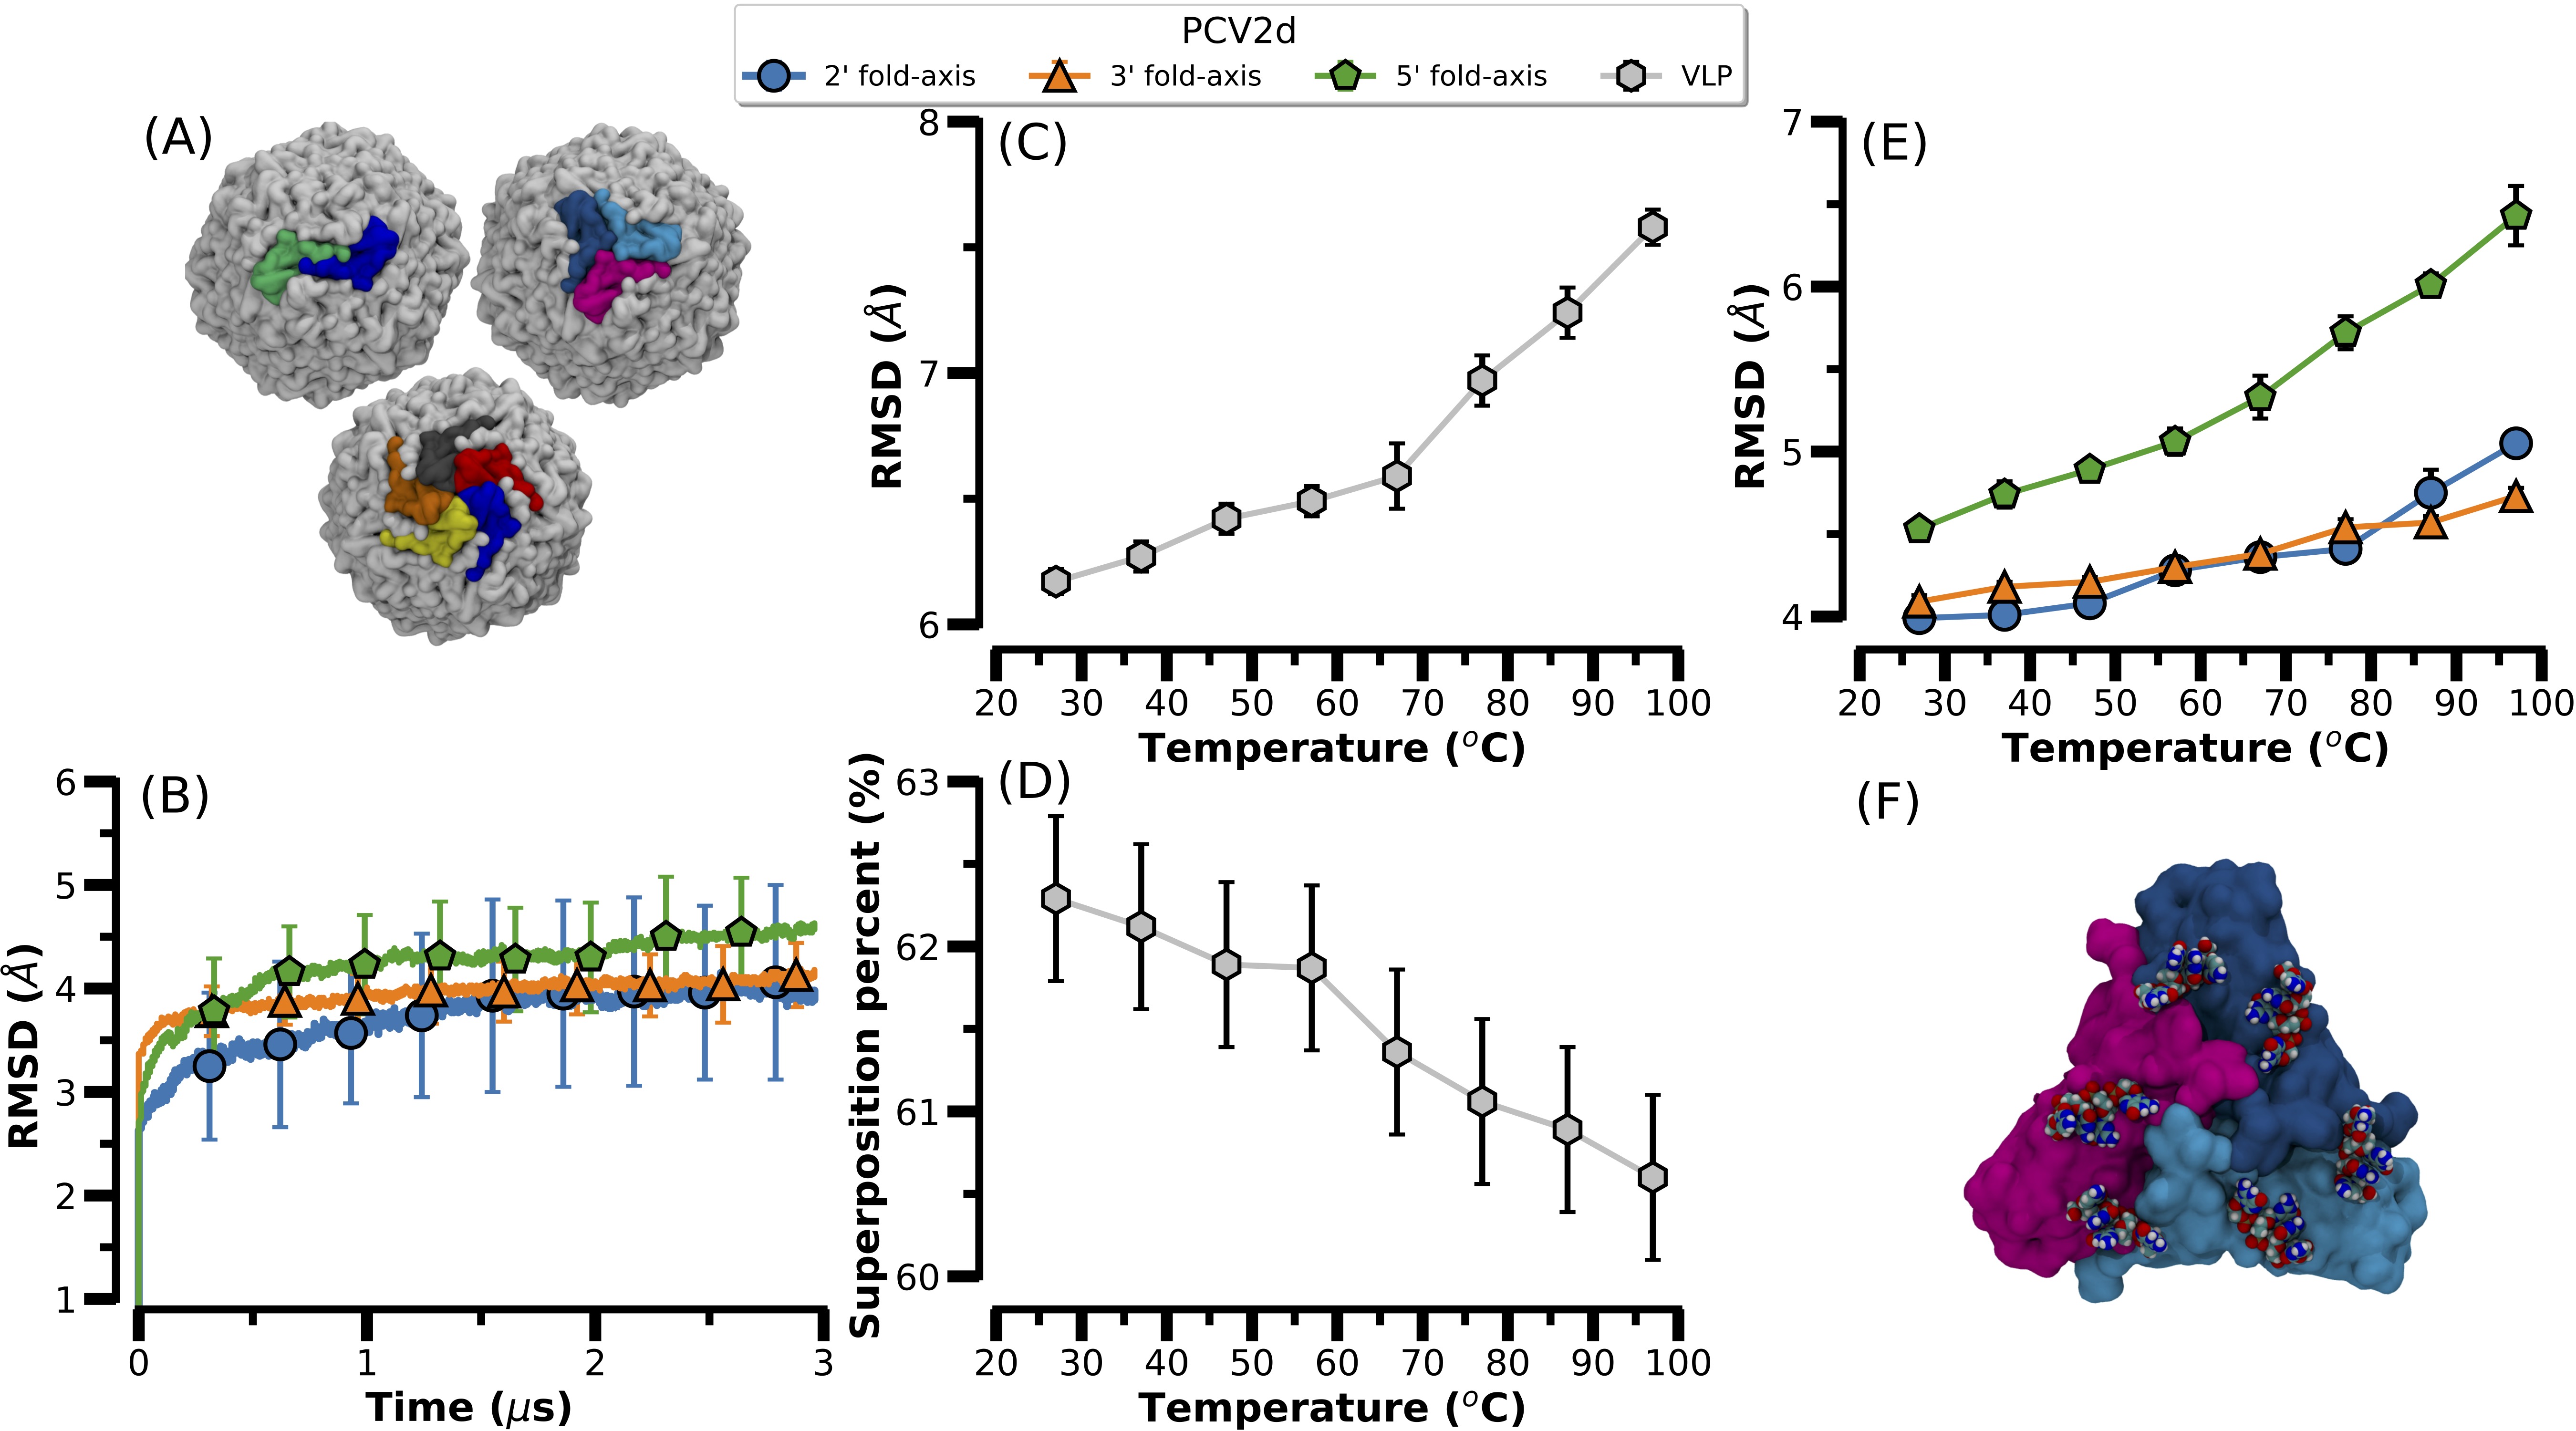 PCV2d
2' fold-axis 3' fold-axis 5' fold-axis VLP
(A)
(B)
RMSD (Å)
6
5
4
3
2
1
0 1 2 3
Time (μs)
(C)
RMSD (Å)
8
7
6
20 30 40 50 60 70 80 90 100
Temperature (°C)
(D)
Superposition percent (%)
63
62
61
60
20 30 40 50 60 70 80 90 100
Temperature (°C)
(E)
RMSD (Å)
7
6
5
4
20 30 40 50 60 70 80 90 100
Temperature (°C)
(F)